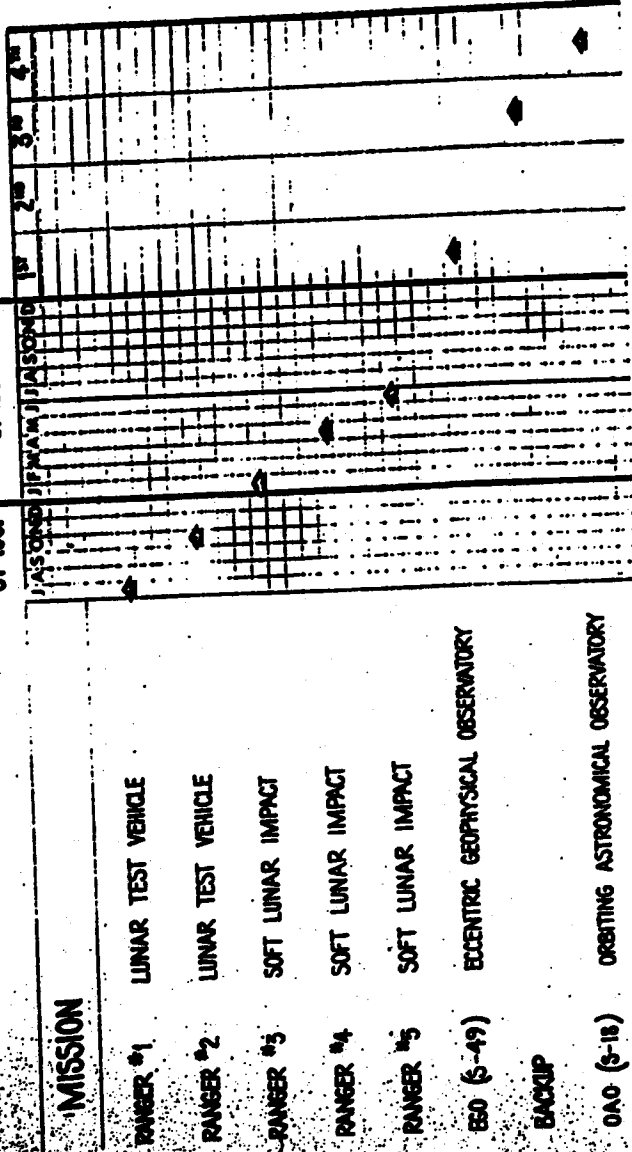 MISSION
J A S O N D J F M A M J J A S O N D 1ST 2ND 3RD 4TH
RANGER #1 LUNAR TEST VEHICLE
RANGER #2 LUNAR TEST VEHICLE
RANGER #3 SOFT LUNAR IMPACT
RANGER #4 SOFT LUNAR IMPACT
RANGER #5 SOFT LUNAR IMPACT
EGO (S-49) ECCENTRIC GEOPHYSICAL OBSERVATORY
BACKUP
OAO (S-18) ORBITING ASTRONOMICAL OBSERVATORY